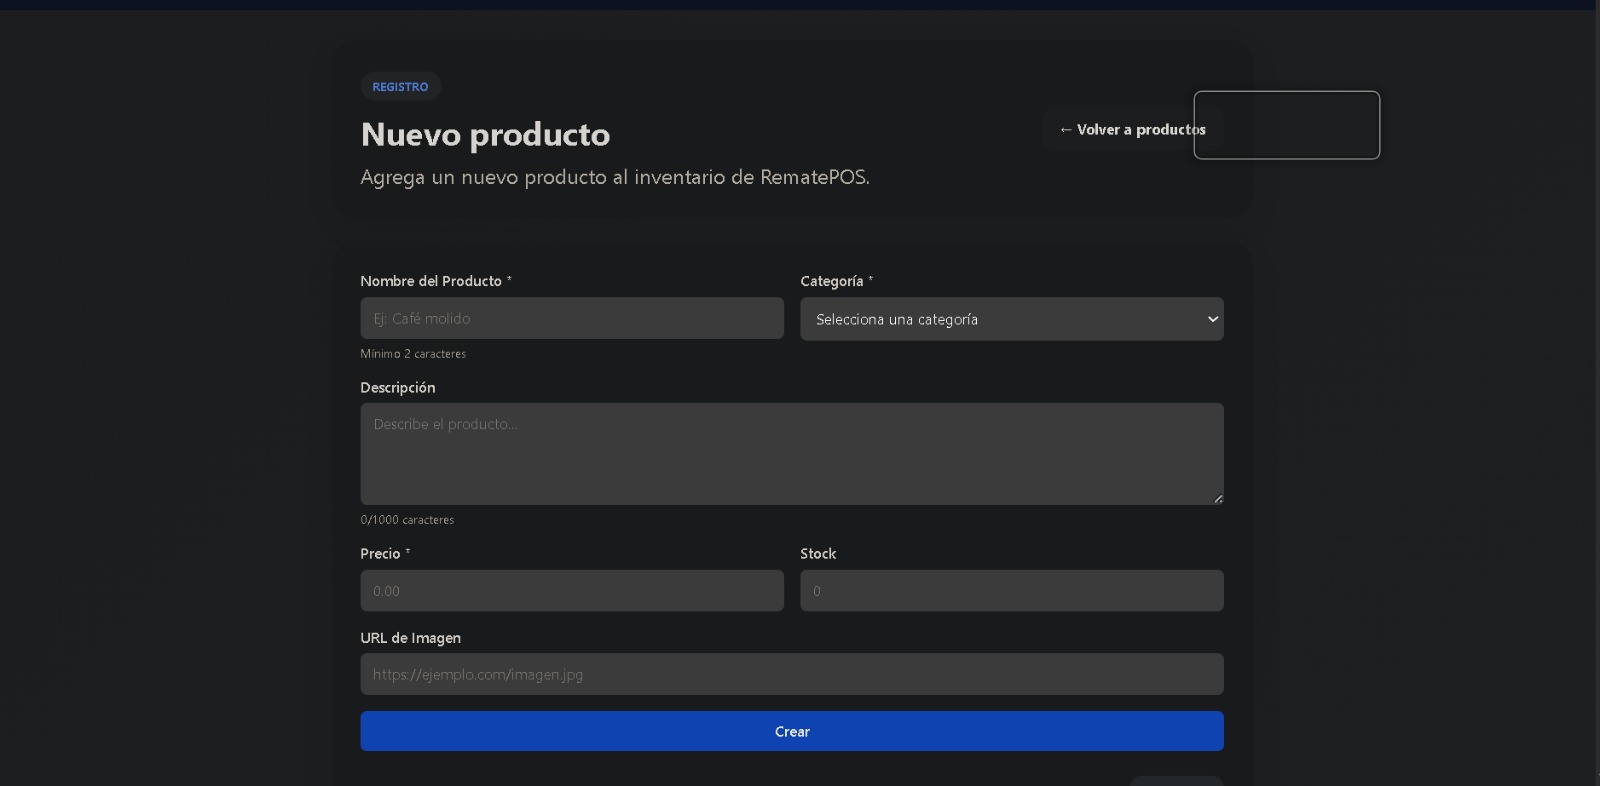 REGISTRO
Nuevo producto
← Volver a productos
Agrega un nuevo producto al inventario de RematePOS.
Nombre del Producto *
Categoría *
Ej: Café molido
Selecciona una categoría
Mínimo 2 caracteres
Descripción
Describe el producto...
0/1000 caracteres
Precio *
Stock
0.00
0
URL de Imagen
https://ejemplo.com/imagen.jpg
Crear